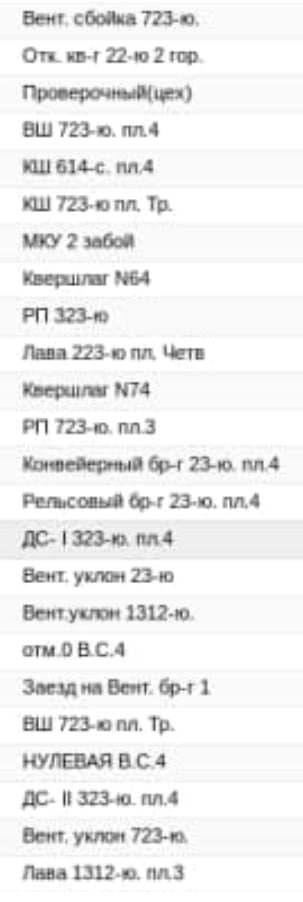 Вент. сбойка 723-ю.
Отк. кв-г 22-ю 2 гор.
Проверочный(цех)
ВШ 723-ю. пл.4
КШ 614-с. пл.4
КШ 723-ю пл. Тр.
МКУ 2 забой
Квершлаг N64
РП 323-ю
Лава 223-ю пл. Четв
Квершлаг N74
РП 723-ю. пл.3
Конвейерный бр-г 23-ю. пл.4
Рельсовый бр-г 23-ю. пл.4
ДС- I 323-ю. пл.4
Вент. уклон 23-ю
Вент.уклон 1312-ю.
отм.0 В.С.4
Заезд на Вент. бр-г 1
ВШ 723-ю пл. Тр.
НУЛЕВАЯ В.С.4
ДС- II 323-ю. пл.4
Вент. уклон 723-ю.
Лава 1312-ю. пл.3